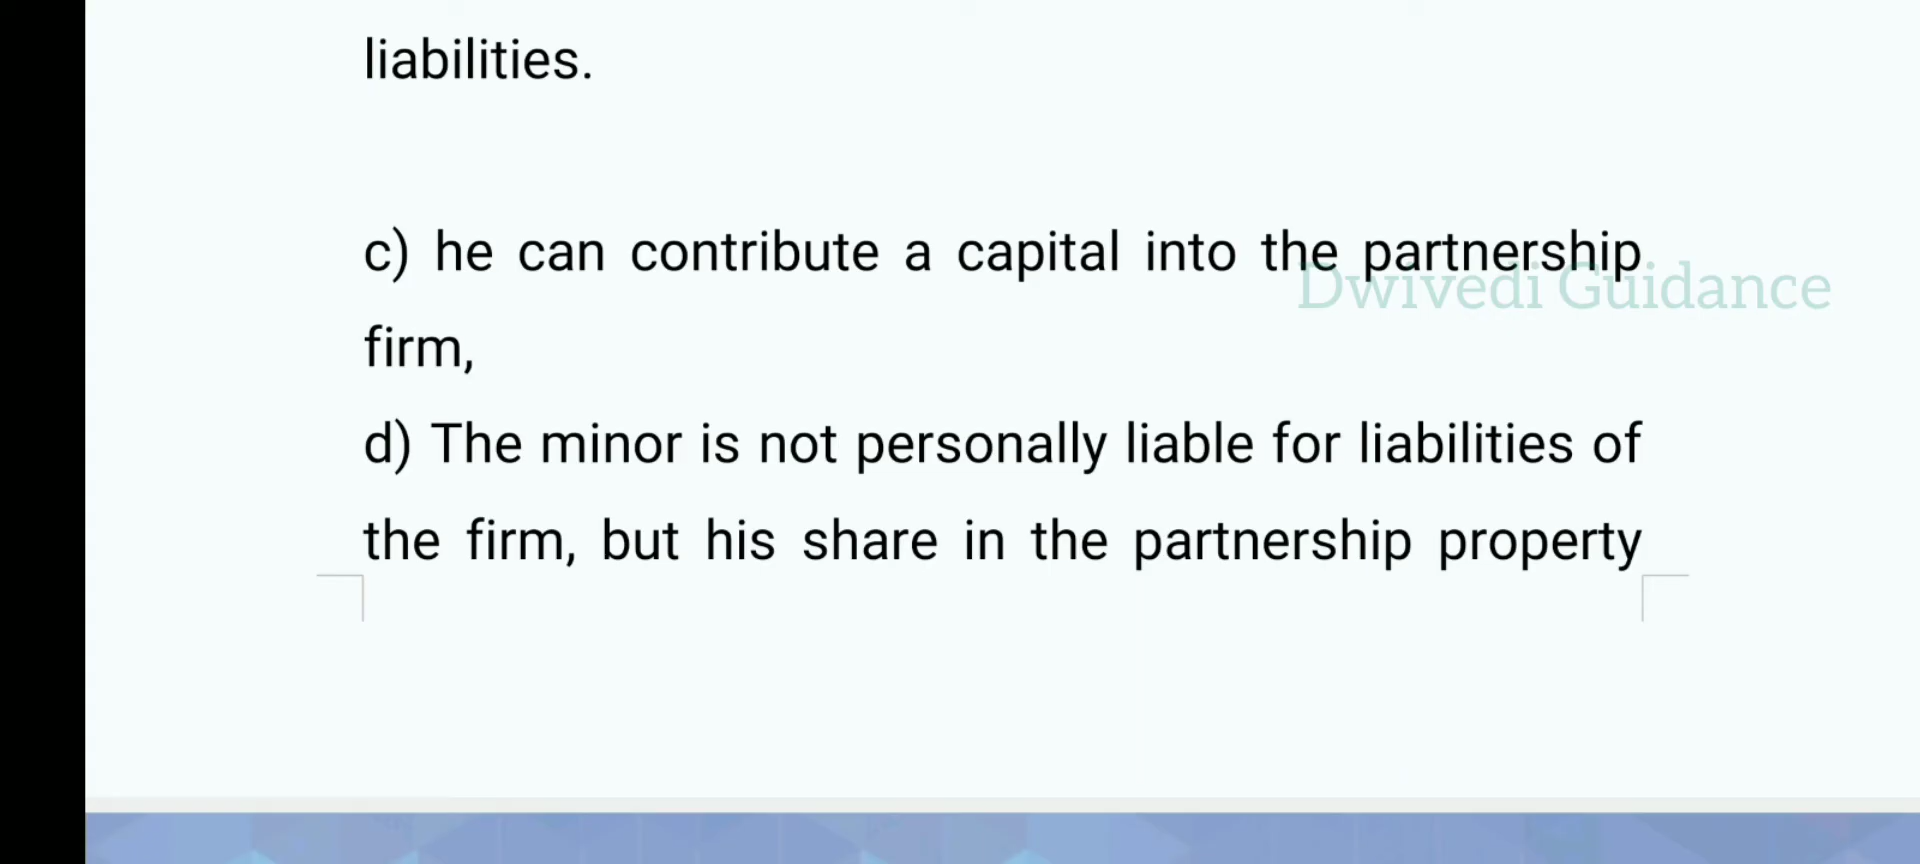 liabilities.
c) he can contribute a capital into the partnership
Dwivedi Guidance
firm,
d) The minor is not personally liable for liabilities of
the firm, but his share in the partnership property